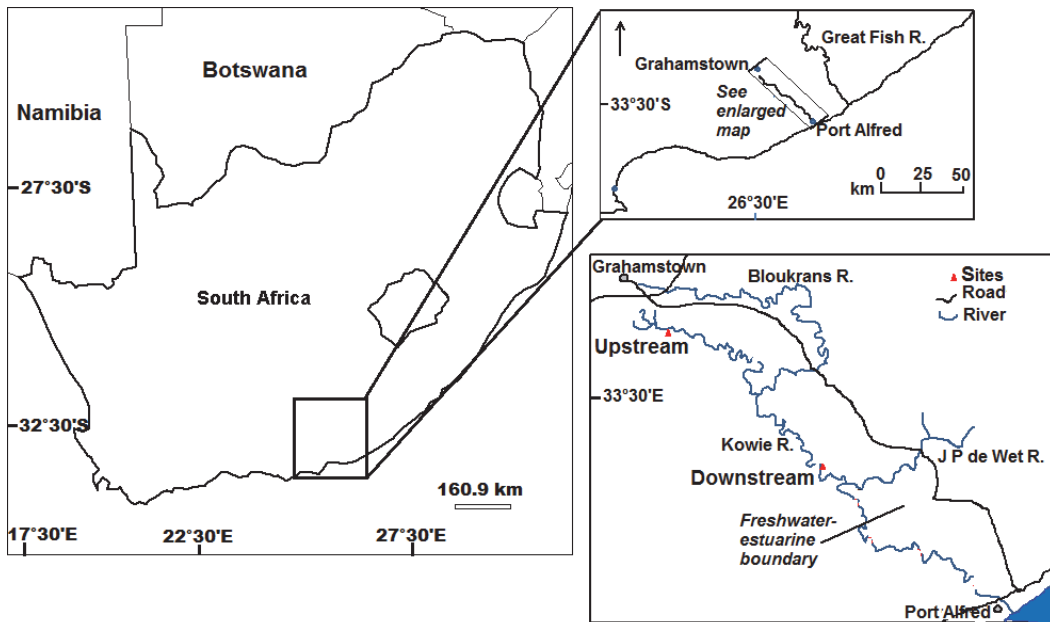 Botswana
Namibia
27°30'S
South Africa
32°30'S
160.9 km
17°30'E
22°30'E
27°30'E
Great Fish R.
Grahamstown
33°30'S
See
enlarged
map
Port Alfred
km 0 25 50
26°30'E
Grahamstown
Bloukrans R.
Sites
Road
River
Upstream
33°30'E
Kowie R.
J P de Wet R.
Downstream
Freshwater-
estuarine
boundary
Port Alfred